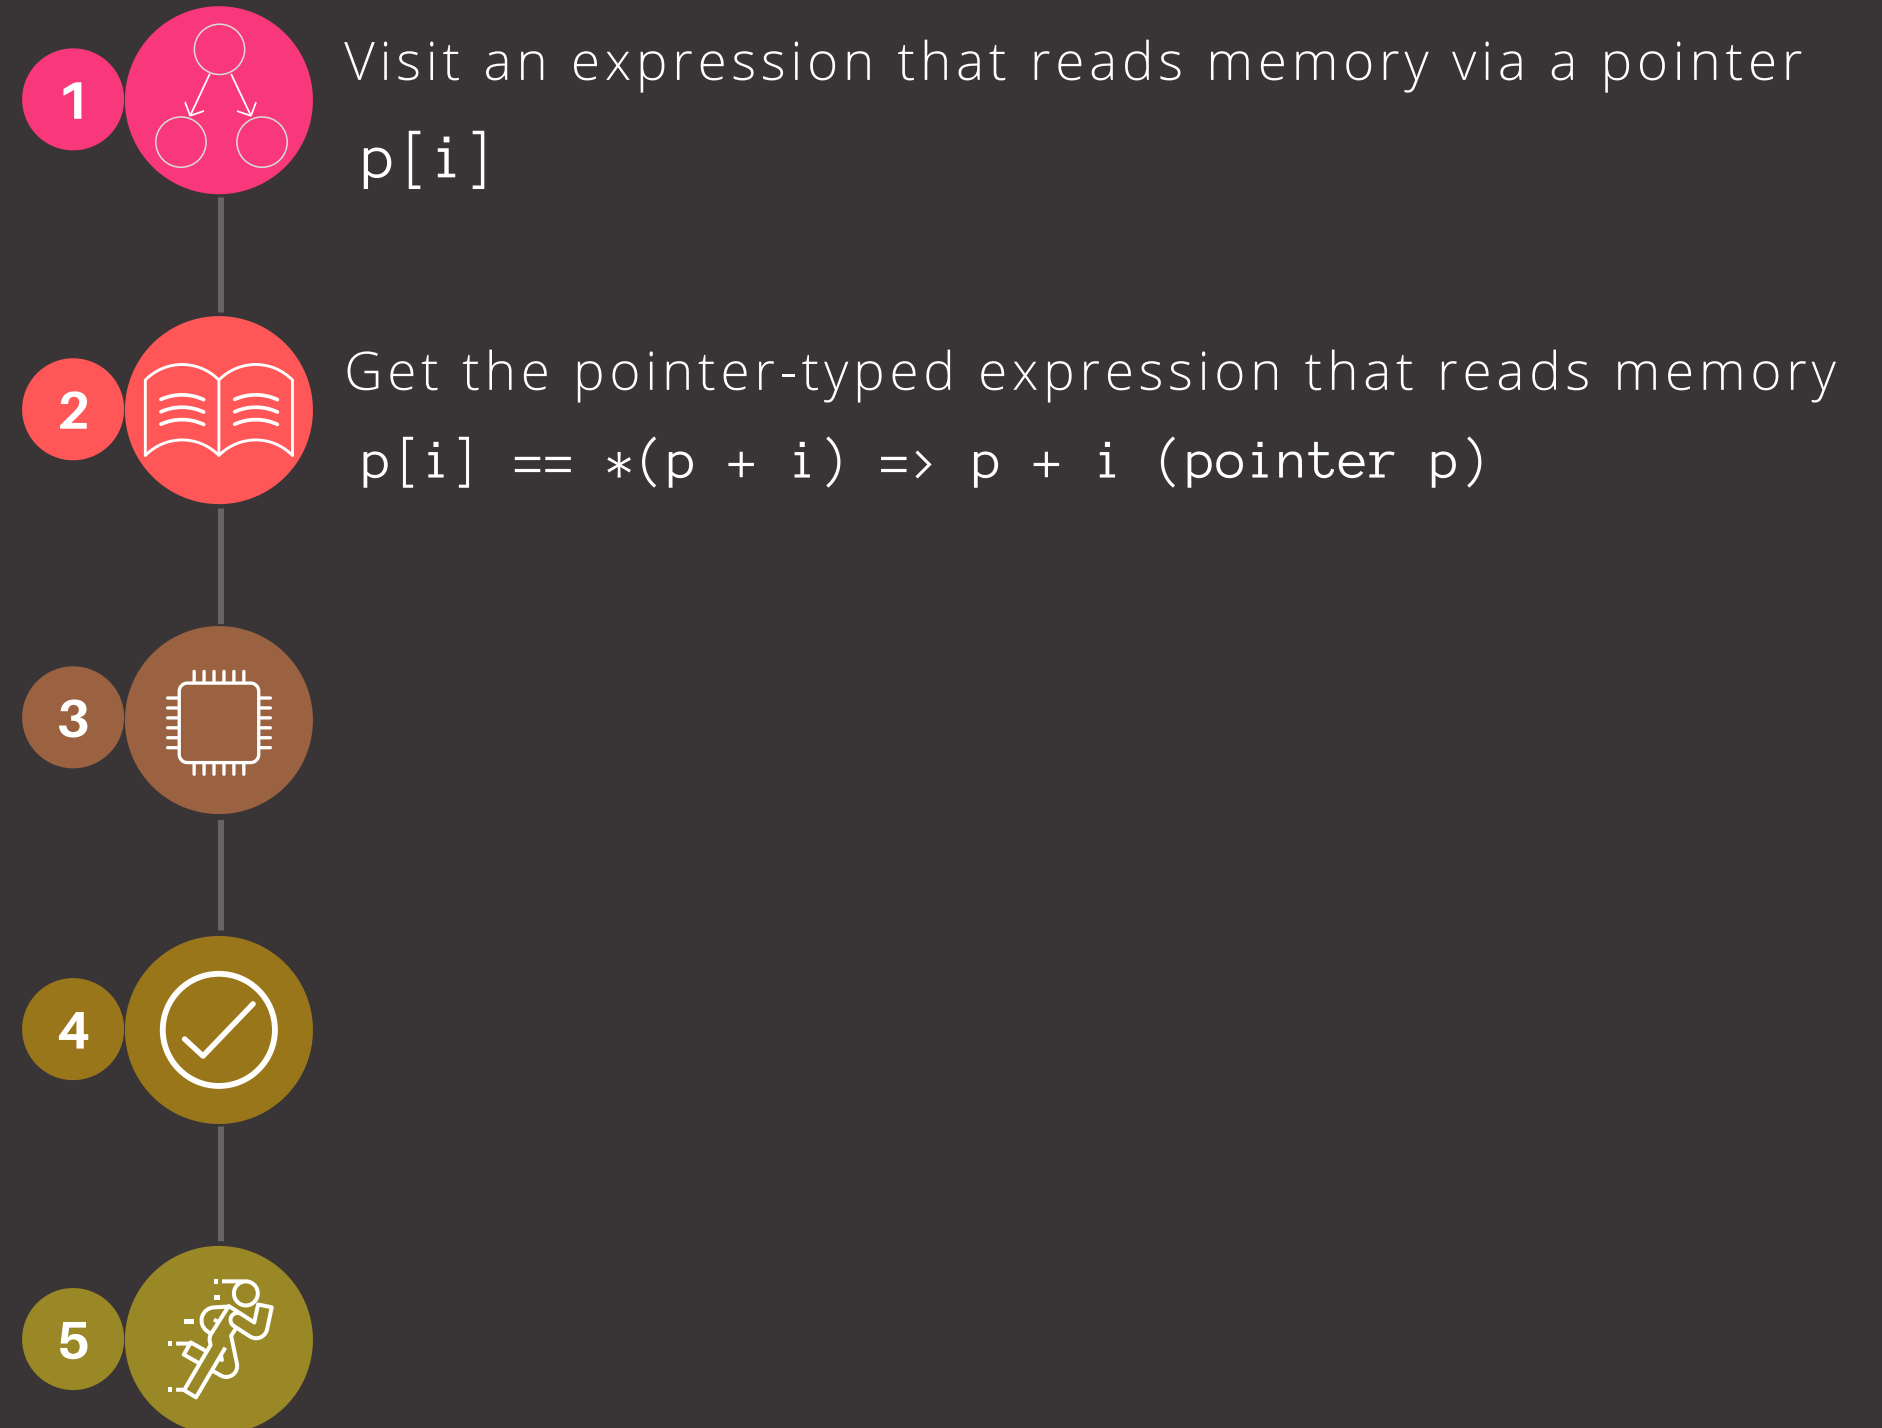 1
Visit an expression that reads memory via a pointer
p[i]
2
Get the pointer-typed expression that reads memory
p[i] == *(p + i) => p + i (pointer p)
3
4
5